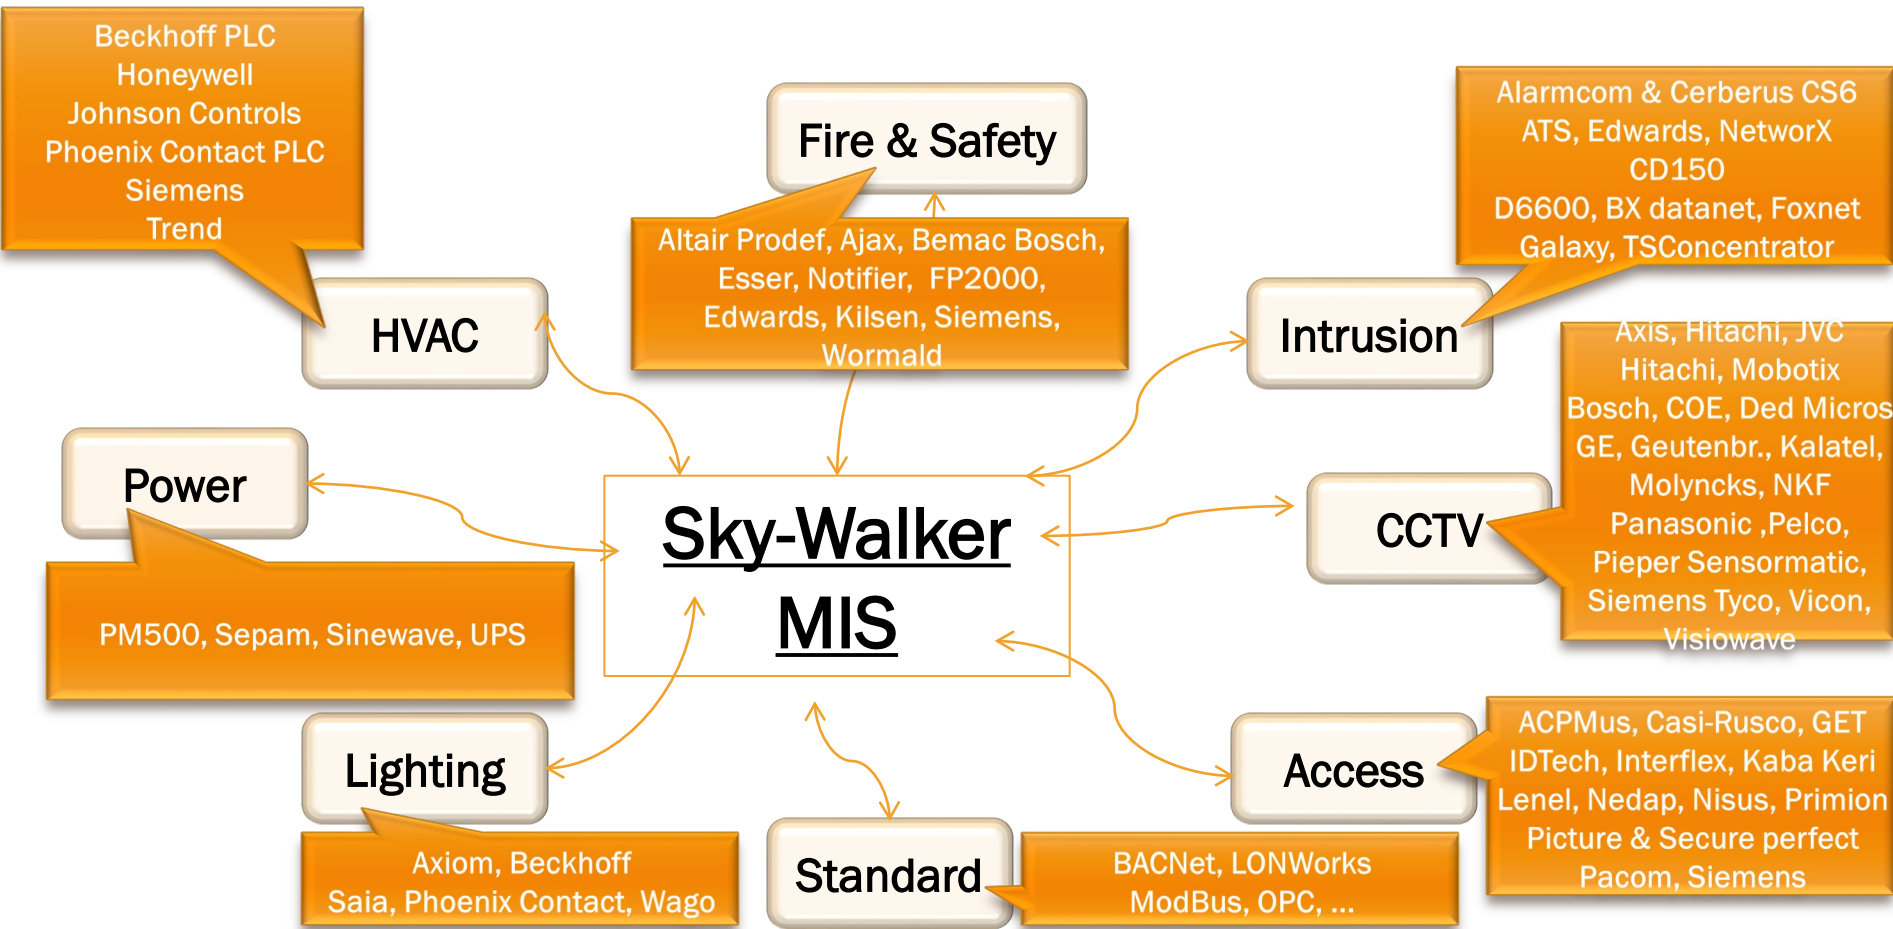 Beckhoff PLC
Honeywell
Johnson Controls
Phoenix Contact PLC
Siemens
Trend
HVAC
Fire & Safety
Altair Prodef, Ajax, Bemac Bosch,
Esser, Notifier, FP2000,
Edwards, Kilsen, Siemens,
Wormald
Alarmcom & Cerberus CS6
ATS, Edwards, NetworX
CD150
D6600, BX datanet, Foxnet
Galaxy, TSConcentrator
Intrusion
Axis, Hitachi, JVC
Hitachi, Mobotix
Bosch, COE, Ded Micros
GE, Geutenbr., Kalatel,
Molyncks, NKF
Panasonic ,Pelco,
Pieper Sensormatic,
Siemens Tyco, Vicon,
Visiowave
CCTV
Power
PM500, Sepam, Sinewave, UPS
Sky-Walker
MIS
Lighting
Axiom, Beckhoff
Saia, Phoenix Contact, Wago
Standard
BACNet, LONWorks
ModBus, OPC, ...
Access
ACPMus, Casi-Rusco, GET
IDTech, Interflex, Kaba Keri
Lenel, Nedap, Nisus, Primion
Picture & Secure perfect
Pacom, Siemens